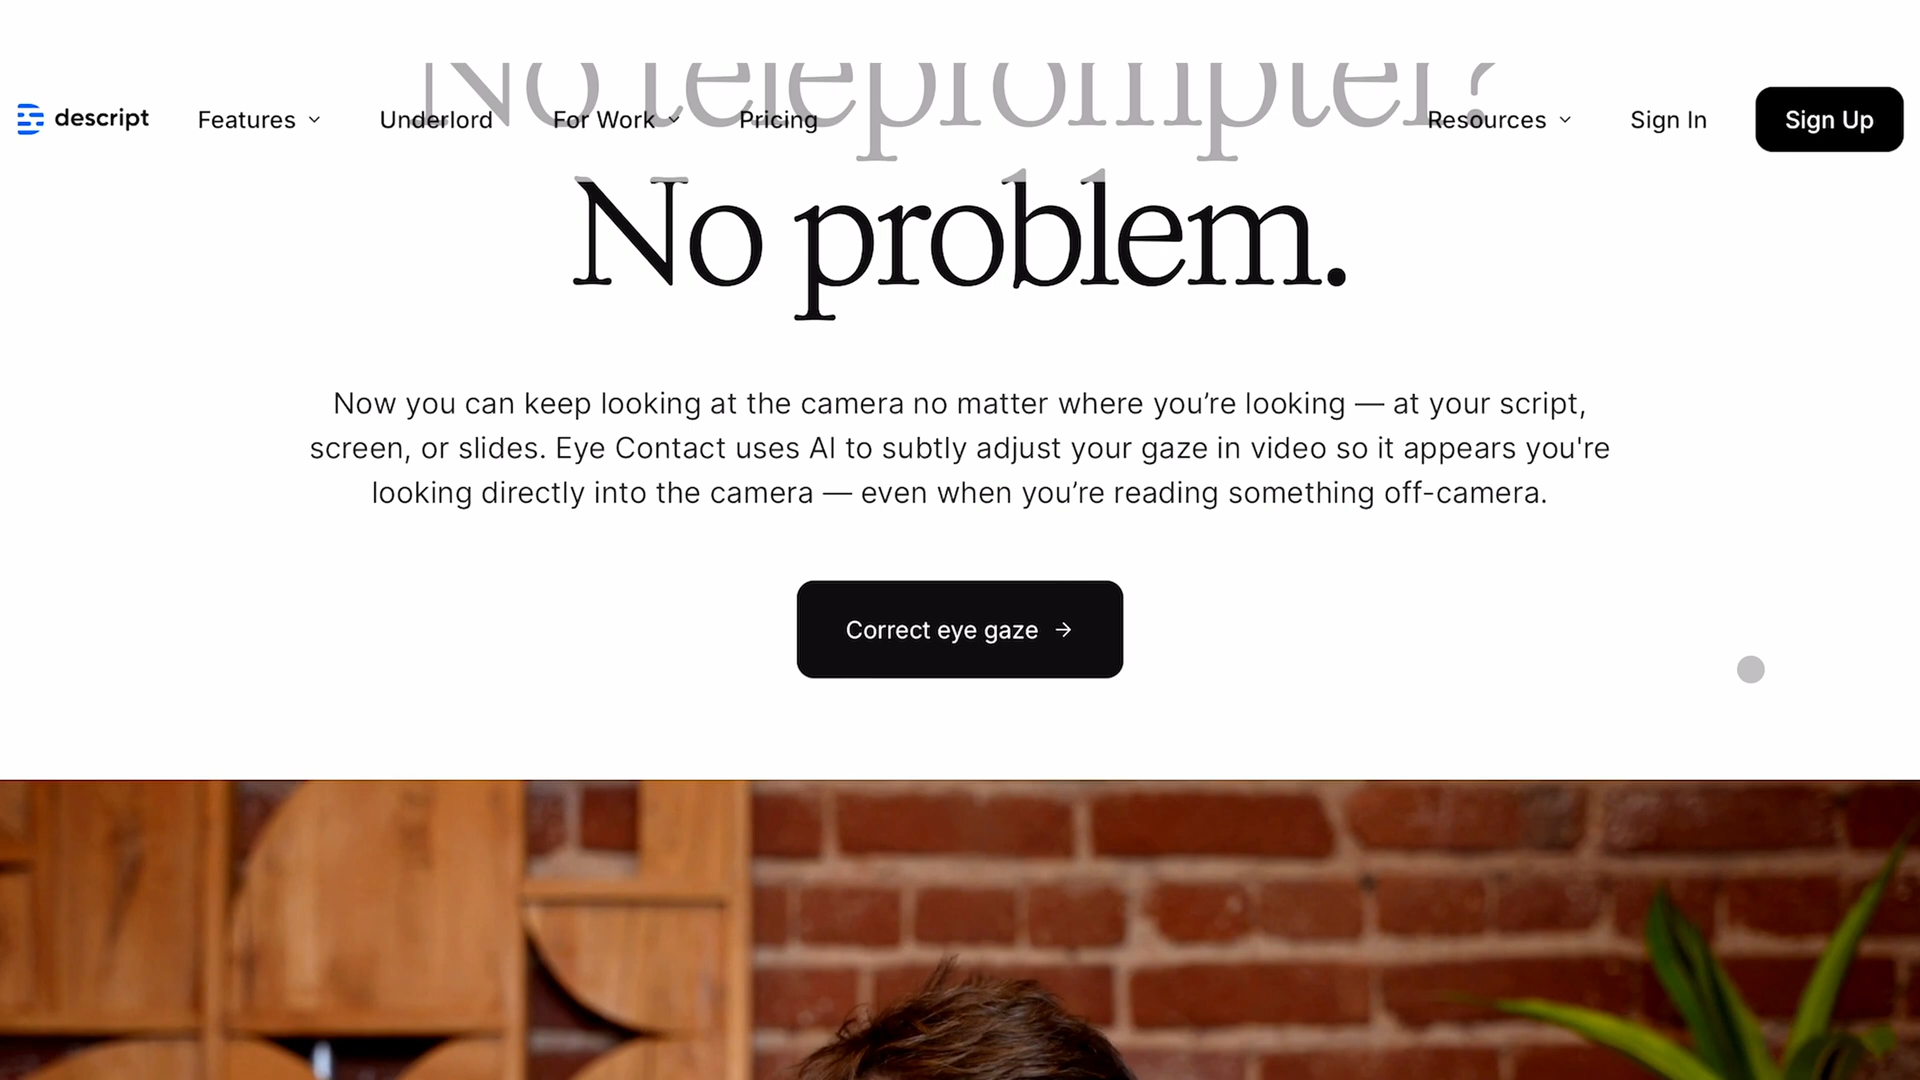 No teleprompter?
descript Features Underlord For Work Pricing Resources Sign In Sign Up
No problem.
Now you can keep looking at the camera no matter where you’re looking — at your script,
screen, or slides. Eye Contact uses AI to subtly adjust your gaze in video so it appears you're
looking directly into the camera — even when you’re reading something off-camera.
Correct eye gaze →